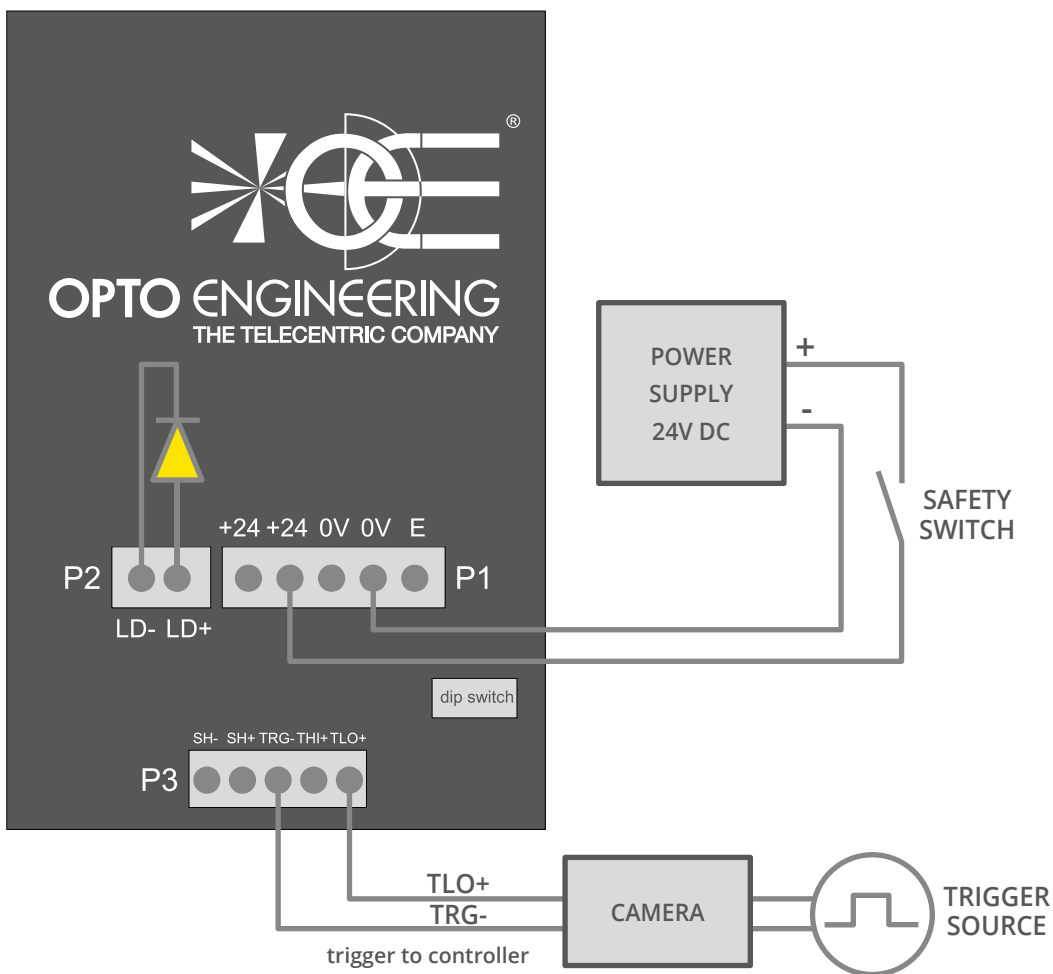 ®
OPTO ENGINEERING
THE TELECENTRIC COMPANY
POWER
SUPPLY
24V DC
+
-
SAFETY
SWITCH
+24 +24 0V 0V E
P2
P1
LD- LD+
dip switch
SH- SH+ TRG- THI+ TLO+
P3
TLO+
TRG-
trigger to controller
CAMERA
TRIGGER
SOURCE